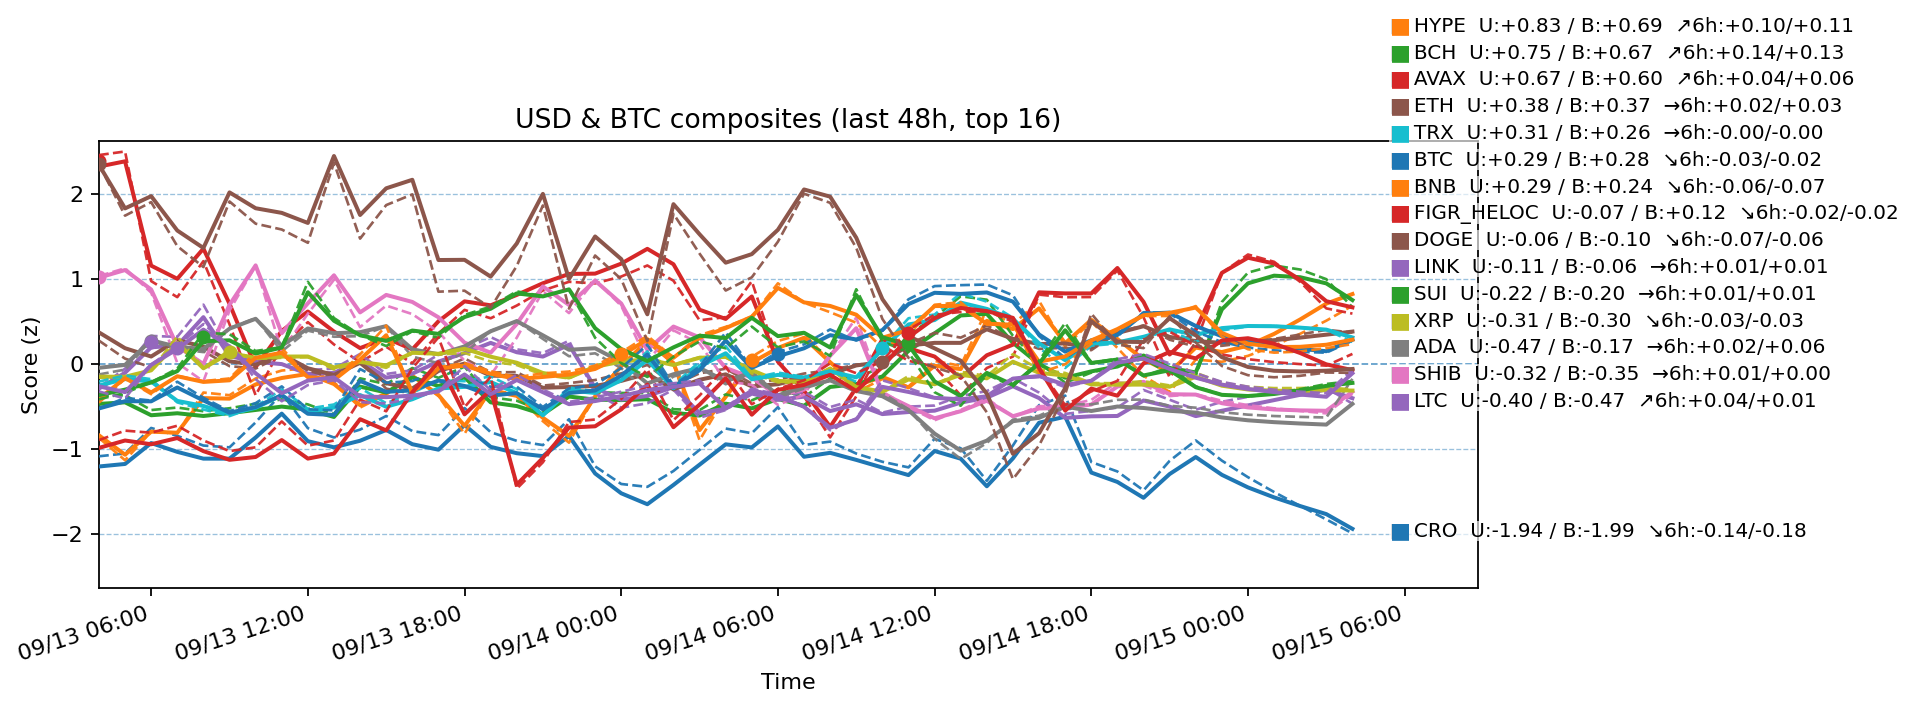 HYPE  U:+0.83 / B:+0.69  ↗6h:+0.10/+0.11
BCH  U:+0.75 / B:+0.67  ↗6h:+0.14/+0.13
AVAX  U:+0.67 / B:+0.60  ↗6h:+0.04/+0.06
ETH  U:+0.38 / B:+0.37  →6h:+0.02/+0.03
TRX  U:+0.31 / B:+0.26  →6h:-0.00/-0.00
BTC  U:+0.29 / B:+0.28  ↘6h:-0.03/-0.02
BNB  U:+0.29 / B:+0.24  ↘6h:-0.06/-0.07
FIGR_HELOC  U:-0.07 / B:+0.12  ↘6h:-0.02/-0.02
DOGE  U:-0.06 / B:-0.10  ↘6h:-0.07/-0.06
LINK  U:-0.11 / B:-0.06  →6h:+0.01/+0.01
SUI  U:-0.22 / B:-0.20  →6h:+0.01/+0.01
XRP  U:-0.31 / B:-0.30  ↘6h:-0.03/-0.03
ADA  U:-0.47 / B:-0.17  →6h:+0.02/+0.06
SHIB  U:-0.32 / B:-0.35  →6h:+0.01/+0.00
LTC  U:-0.40 / B:-0.47  ↗6h:+0.04/+0.01
CRO  U:-1.94 / B:-1.99  ↘6h:-0.14/-0.18
USD & BTC composites (last 48h, top 16)
Score (z)
2
1
0
−1
−2
09/13 06:00
09/13 12:00
09/13 18:00
09/14 00:00
09/14 06:00
09/14 12:00
09/14 18:00
09/15 00:00
09/15 06:00
Time